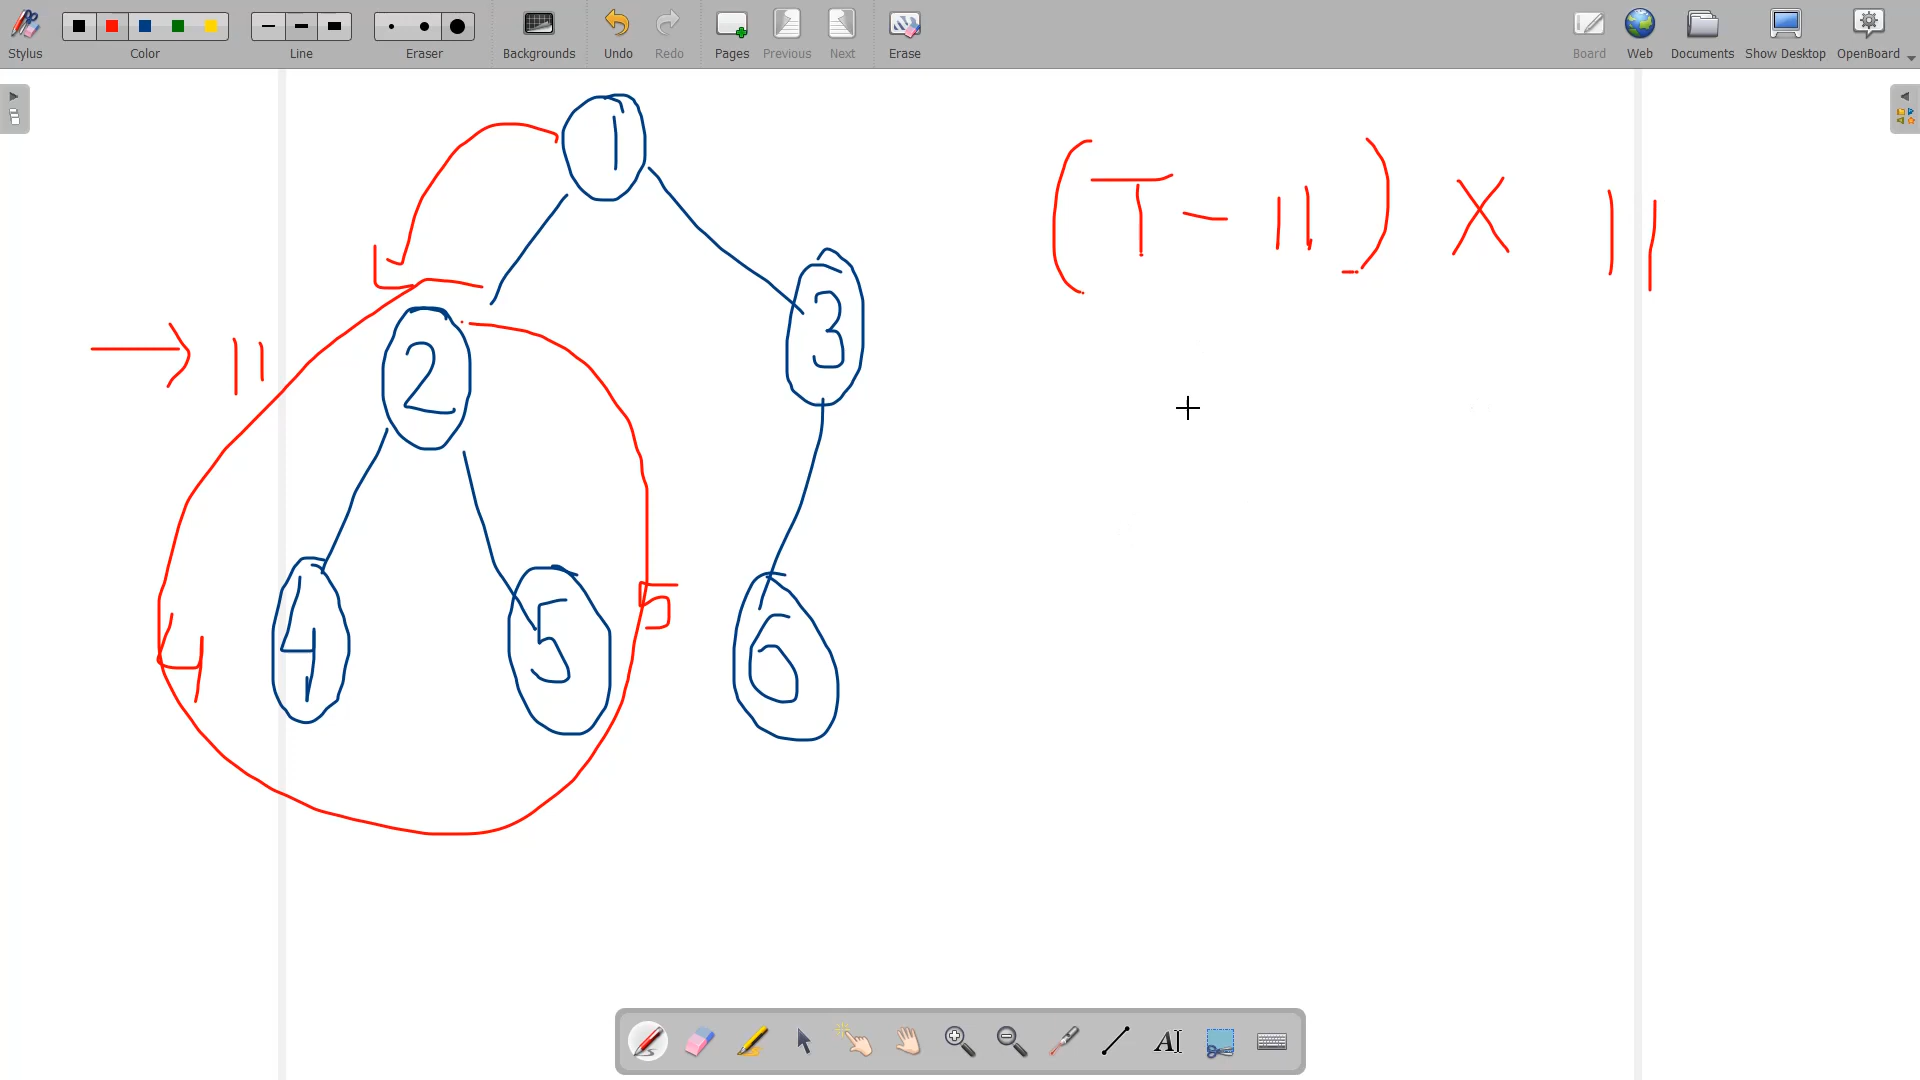 Stylus Color Line Eraser Backgrounds Undo Redo Pages Previous Next Erase Board Web Documents Show Desktop OpenBoard
1
(T - 11) X 11
3
→ 11 2
4 4 5 5 6
AI